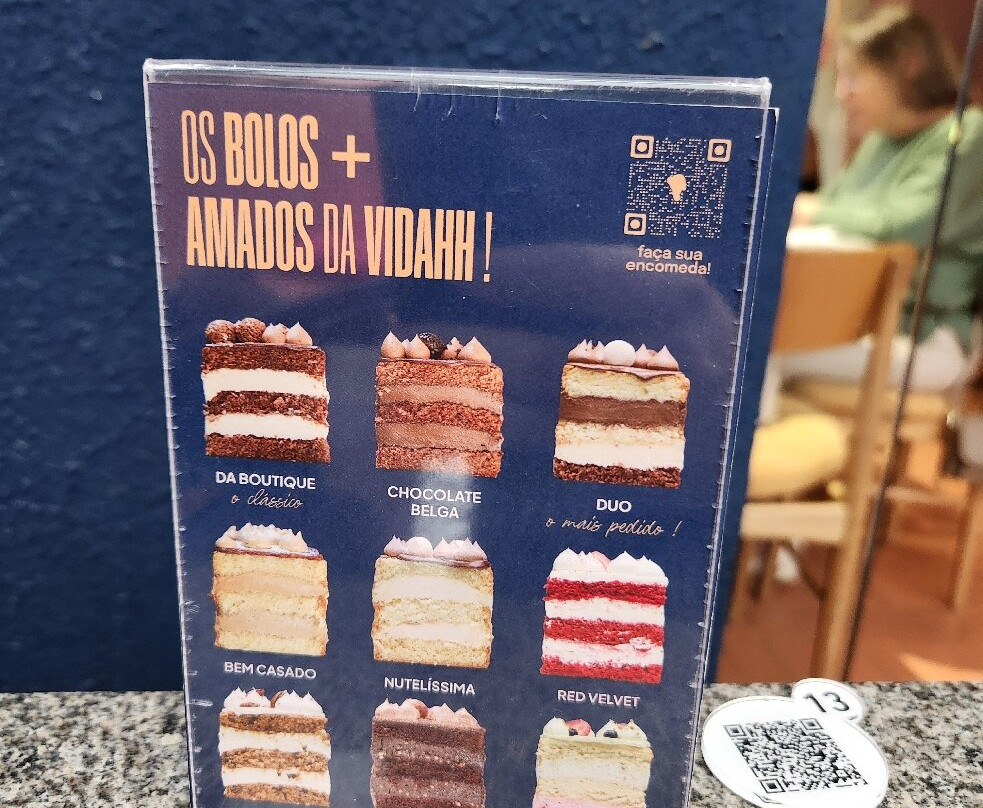 OS BOLOS +
AMADOS DA VIDAHH!
faça sua
encomeda!
DA BOUTIQUE
o clássico
CHOCOLATE
BELGA
DUO
o mais pedido!
BEM CASADO
NUTELÍSSIMA
RED VELVET
13